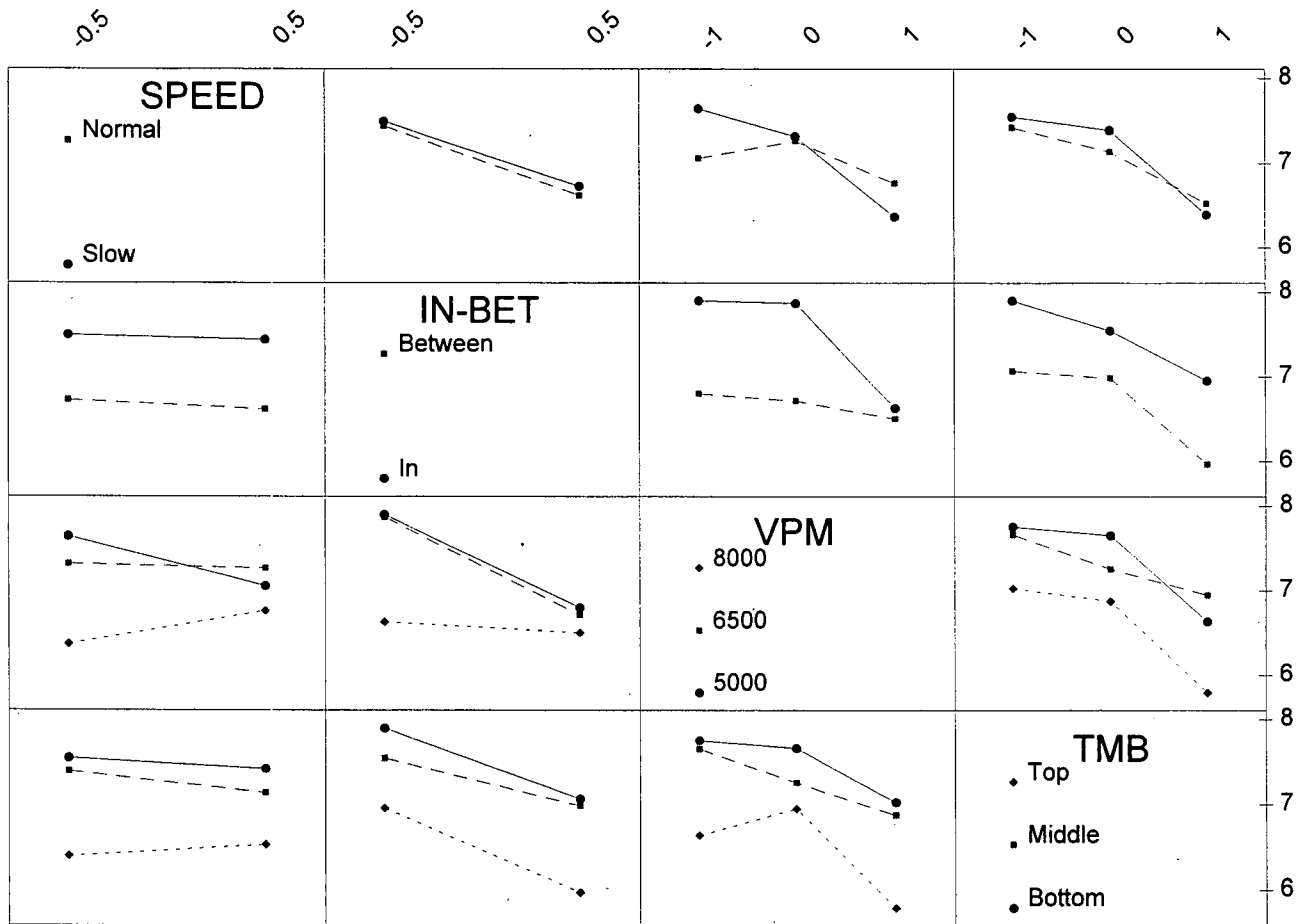 -0.5 0.5 -0.5 0.5 -1 0 1 -1 0 1
SPEED
Normal
Slow
8
7
6
IN-BET
Between
In
8
7
6
VPM
8000
6500
5000
8
7
6
TMB
Top
Middle
Bottom
8
7
6